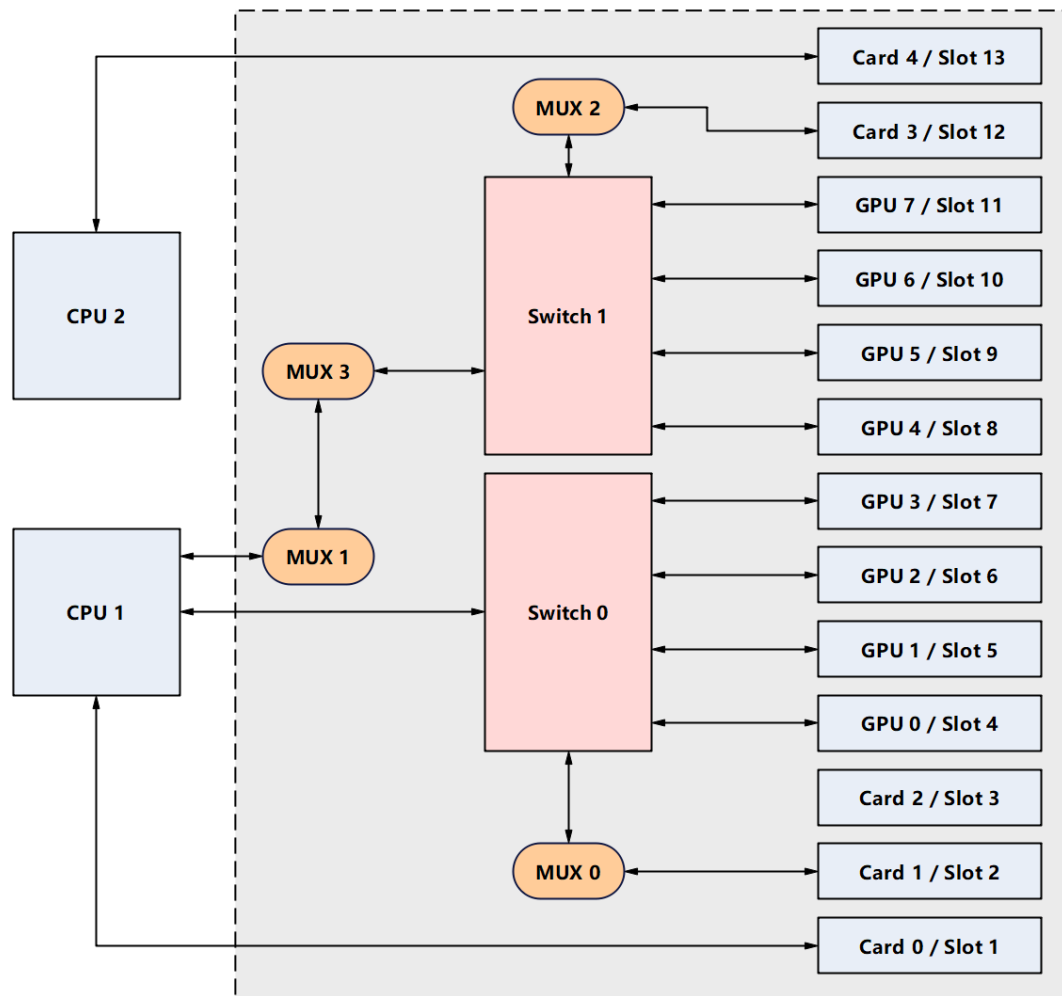 Card 4 / Slot 13
MUX 2
Card 3 / Slot 12
GPU 7 / Slot 11
GPU 6 / Slot 10
CPU 2
Switch 1
GPU 5 / Slot 9
MUX 3
GPU 4 / Slot 8
GPU 3 / Slot 7
MUX 1
GPU 2 / Slot 6
CPU 1
Switch 0
GPU 1 / Slot 5
GPU 0 / Slot 4
Card 2 / Slot 3
MUX 0
Card 1 / Slot 2
Card 0 / Slot 1